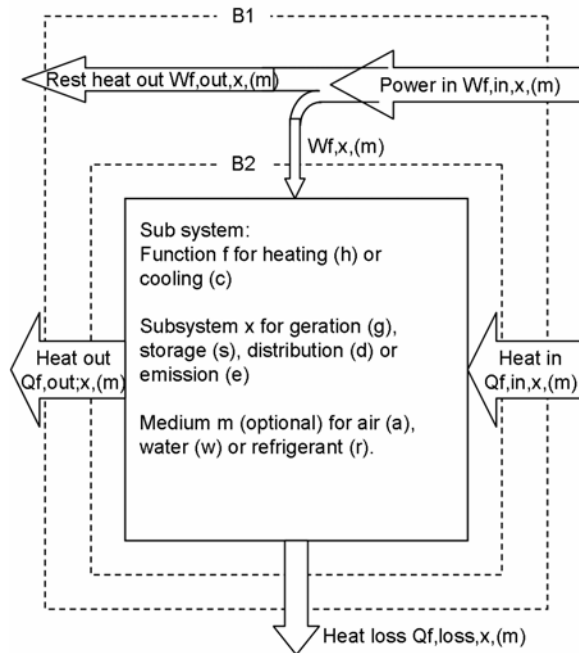 B1
Rest heat out Wf,out,x,(m)
Power in Wf,in,x,(m)
Wf,x,(m)
B2
Sub system:
Function f for heating (h) or
cooling (c)
Subsystem x for geration (g),
storage (s), distribution (d) or
emission (e)
Medium m (optional) for air (a),
water (w) or refrigerant (r).
Heat out
Qf,out;x,(m)
Heat in
Qf,in,x,(m)
Heat loss Qf,loss,x,(m)